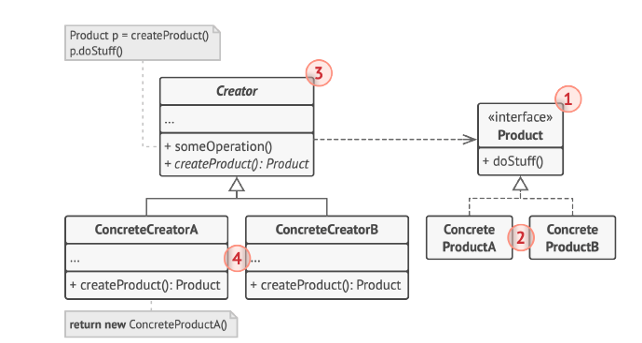 Product p = createProduct()
p.doStuff()
3
Creator
...
+ someOperation()
+ createProduct(): Product
1
«interface»
Product
+ doStuff()
ConcreteCreatorA
...
+ createProduct(): Product
4
ConcreteCreatorB
...
+ createProduct(): Product
Concrete
ProductA
2
Concrete
ProductB
return new ConcreteProductA()